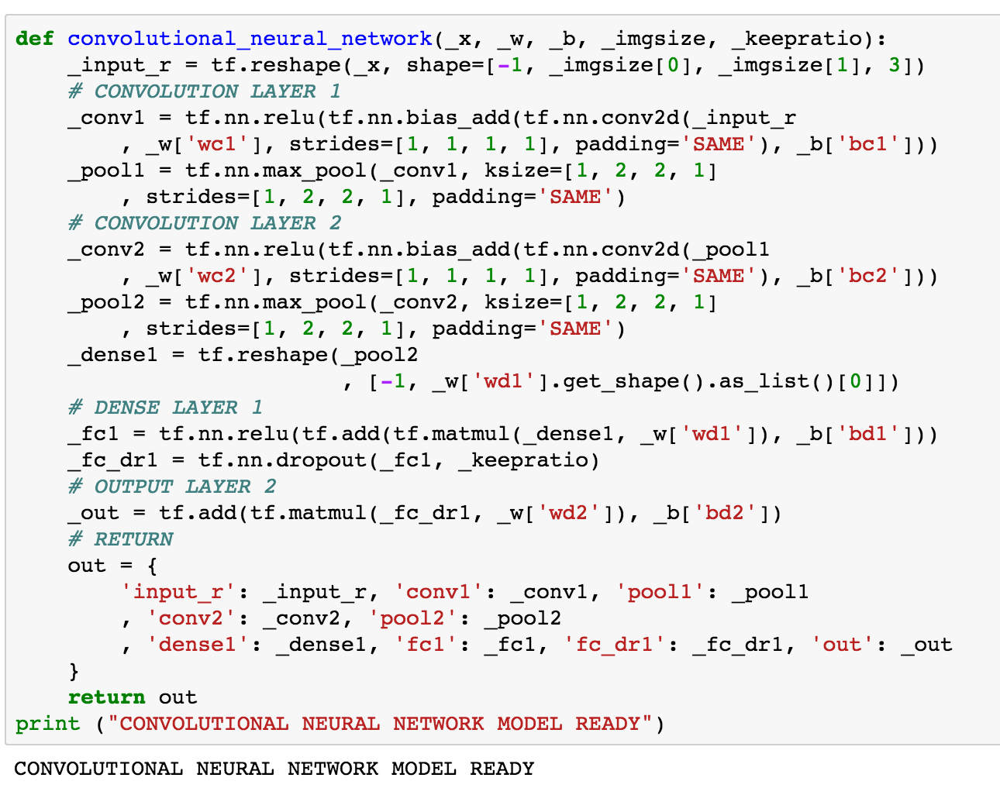 def convolutional_neural_network(_x, _w, _b, _imgsize, _keepratio):
    _input_r = tf.reshape(_x, shape=[-1, _imgsize[0], _imgsize[1], 3])
    # CONVOLUTION LAYER 1
    _conv1 = tf.nn.relu(tf.nn.bias_add(tf.nn.conv2d(_input_r
        , _w['wc1'], strides=[1, 1, 1, 1], padding='SAME'), _b['bc1']))
    _pool1 = tf.nn.max_pool(_conv1, ksize=[1, 2, 2, 1]
        , strides=[1, 2, 2, 1], padding='SAME')
    # CONVOLUTION LAYER 2
    _conv2 = tf.nn.relu(tf.nn.bias_add(tf.nn.conv2d(_pool1
        , _w['wc2'], strides=[1, 1, 1, 1], padding='SAME'), _b['bc2']))
    _pool2 = tf.nn.max_pool(_conv2, ksize=[1, 2, 2, 1]
        , strides=[1, 2, 2, 1], padding='SAME')
    _dense1 = tf.reshape(_pool2
                         , [-1, _w['wd1'].get_shape().as_list()[0]])
    # DENSE LAYER 1
    _fc1 = tf.nn.relu(tf.add(tf.matmul(_dense1, _w['wd1']), _b['bd1']))
    _fc_dr1 = tf.nn.dropout(_fc1, _keepratio)
    # OUTPUT LAYER 2
    _out = tf.add(tf.matmul(_fc_dr1, _w['wd2']), _b['bd2'])
    # RETURN
    out = {
        'input_r': _input_r, 'conv1': _conv1, 'pool1': _pool1
        , 'conv2': _conv2, 'pool2': _pool2
        , 'dense1': _dense1, 'fc1': _fc1, 'fc_dr1': _fc_dr1, 'out': _out
    }
    return out
print ("CONVOLUTIONAL NEURAL NETWORK MODEL READY")
CONVOLUTIONAL NEURAL NETWORK MODEL READY